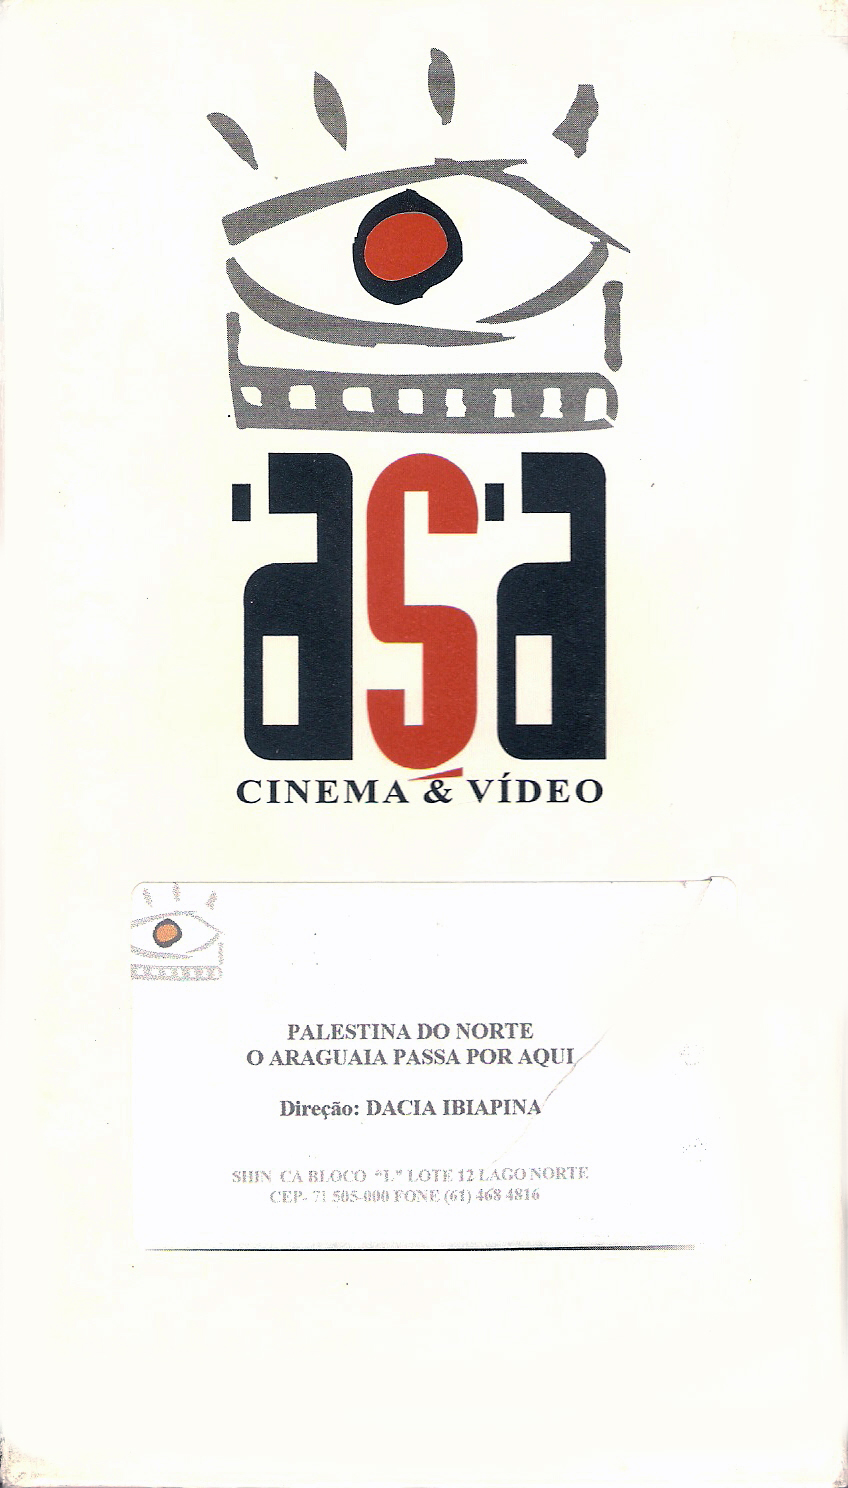 asa
CINEMA & VÍDEO
PALESTINA DO NORTE
O ARAGUAIA PASSA POR AQUI
Direção: DACIA IBIAPINA
SHIN CA BLOCO "L" LOTE 12 LAGO NORTE
CEP- 71 505-000 FONE (61) 468 4816